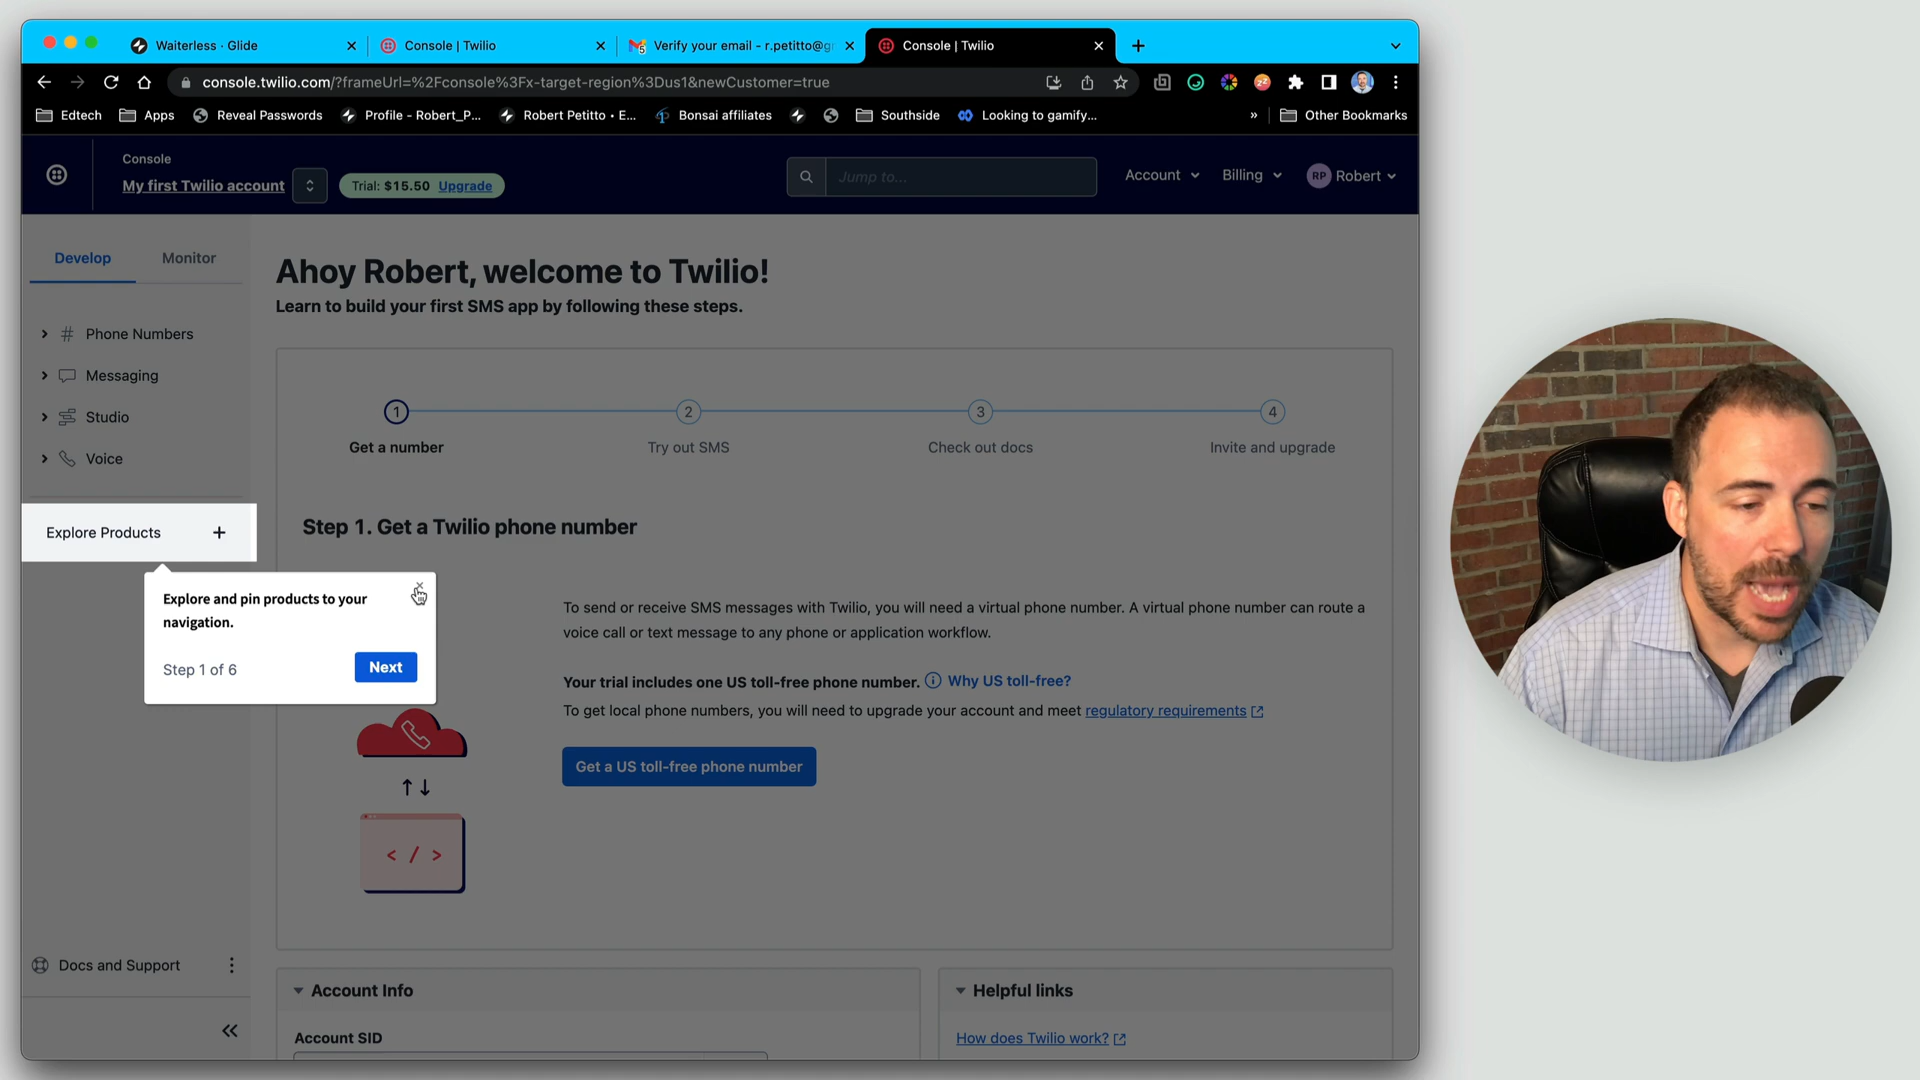 Waiterless · Glide
Console | Twilio
Verify your email - r.petitto@g
Console | Twilio
console.twilio.com/?frameUrl=%2Fconsole%3Fx-target-region%3Dus1&newCustomer=true
Edtech
Apps
Reveal Passwords
Profile - Robert_P...
Robert Petitto • E...
Bonsai affiliates
Southside
Looking to gamify...
»
Other Bookmarks
Console
My first Twilio account
Trial: $15.50 Upgrade
Jump to...
Account
Billing
RP
Robert
Develop
Monitor
Phone Numbers
Messaging
Studio
Voice
Explore Products +
Explore and pin products to your
navigation.
Step 1 of 6
Next
Docs and Support
Ahoy Robert, welcome to Twilio!
Learn to build your first SMS app by following these steps.
1
2
3
4
Get a number
Try out SMS
Check out docs
Invite and upgrade
Step 1. Get a Twilio phone number
To send or receive SMS messages with Twilio, you will need a virtual phone number. A virtual phone number can route a
voice call or text message to any phone or application workflow.
Your trial includes one US toll-free phone number. Why US toll-free?
To get local phone numbers, you will need to upgrade your account and meet regulatory requirements
Get a US toll-free phone number
< / >
Account Info
Account SID
Helpful links
How does Twilio work?